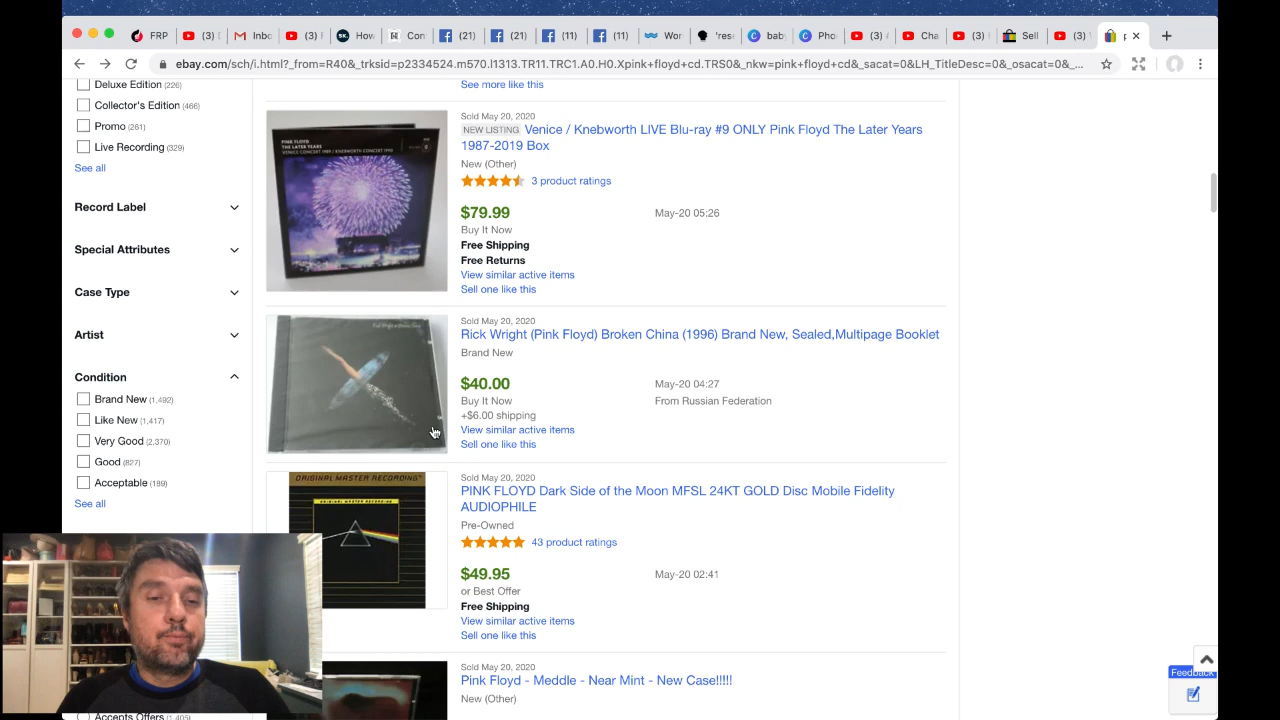 FRP
(3)
Inbo
(3)
SK.
How
Con
(21)
(21)
(11)
(11)
Wor
'rese
bab
Pho
(3)
Cha
(3)
Sell
(3)
ebay.com/sch/i.html?_from=R40&_trksid=p2334524.m570.l1313.TR11.TRC1.A0.H0.Xpink+floyd+cd.TRS0&_nkw=pink+floyd+cd&_sacat=0&LH_TitleDesc=0&_osacat=0&_...
Deluxe Edition (226)
Collector's Edition (466)
Promo (261)
Live Recording (329)
See all
Record Label
Special Attributes
Case Type
Artist
Condition
Brand New (1,492)
Like New (1,417)
Very Good (2,370)
Good (827)
Acceptable (189)
See all
Accepts Offers (1,405)
See more like this
PINK FLOYD
THE LATER YEARS
VENICE CONCERT 1989 / KNEBWORTH CONCERT 1990
Sold May 20, 2020
NEW LISTING Venice / Knebworth LIVE Blu-ray #9 ONLY Pink Floyd The Later Years
1987-2019 Box
New (Other)
3 product ratings
$79.99 May-20 05:26
Buy It Now
Free Shipping
Free Returns
View similar active items
Sell one like this
Sold May 20, 2020
Rick Wright (Pink Floyd) Broken China (1996) Brand New, Sealed,Multipage Booklet
Brand New
$40.00 May-20 04:27
Buy It Now From Russian Federation
+$6.00 shipping
View similar active items
Sell one like this
ORIGINAL MASTER RECORDING™
Sold May 20, 2020
PINK FLOYD Dark Side of the Moon MFSL 24KT GOLD Disc Mobile Fidelity
AUDIOPHILE
Pre-Owned
43 product ratings
$49.95 May-20 02:41
or Best Offer
Free Shipping
View similar active items
Sell one like this
Sold May 20, 2020
Pink Floyd - Meddle - Near Mint - New Case!!!!!
New (Other)
Feedback